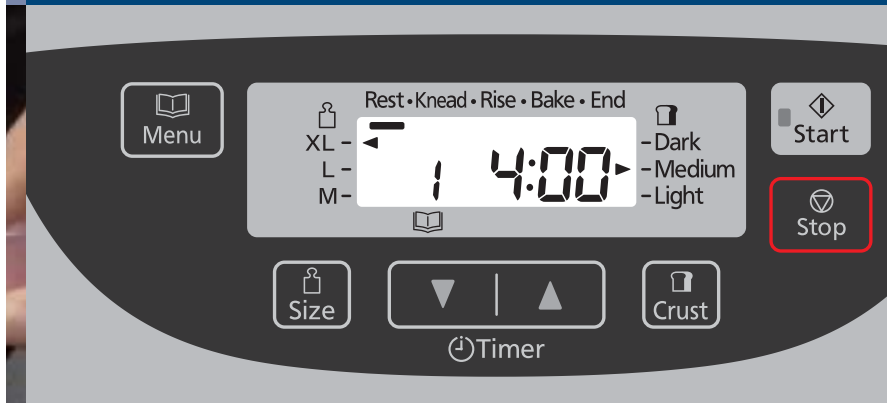 Menu
Rest • Knead • Rise • Bake • End
XL -
L -
M -
1 4:00
- Dark
- Medium
- Light
Start
Stop
Size
Timer
Crust